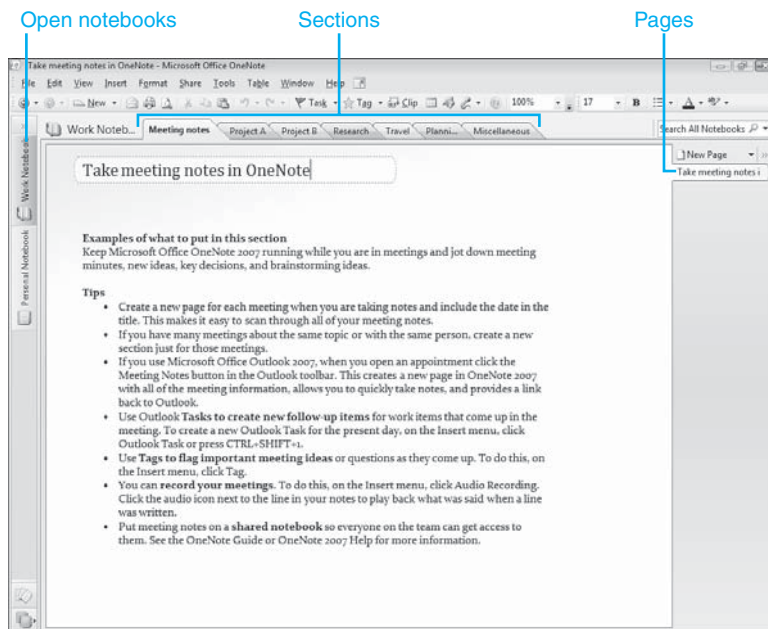 Open notebooks
Sections
Pages
Take meeting notes in OneNote - Microsoft Office OneNote
File Edit View Insert Format Share Tools Table Window Help
New Task Tag Clip 100% 17 B A
Work Noteb... Meeting notes Project A Project B Research Travel Planni... Miscellaneous Search All Notebooks
New Page
Take meeting notes i
Work Notebook
Personal Notebook
Take meeting notes in OneNote
Examples of what to put in this section
Keep Microsoft Office OneNote 2007 running while you are in meetings and jot down meeting
minutes, new ideas, key decisions, and brainstorming ideas.
Tips
• Create a new page for each meeting when you are taking notes and include the date in the
title. This makes it easy to scan through all of your meeting notes.
• If you have many meetings about the same topic or with the same person, create a new
section just for those meetings.
• If you use Microsoft Office Outlook 2007, when you open an appointment click the
Meeting Notes button in the Outlook toolbar. This creates a new page in OneNote 2007
with all of the meeting information, allows you to quickly take notes, and provides a link
back to Outlook.
• Use Outlook Tasks to create new follow-up items for work items that come up in the
meeting. To create a new Outlook Task for the present day, on the Insert menu, click
Outlook Task or press CTRL+SHIFT+1.
• Use Tags to flag important meeting ideas or questions as they come up. To do this, on
the Insert menu, click Tag.
• You can record your meetings. To do this, on the Insert menu, click Audio Recording.
Click the audio icon next to the line in your notes to play back what was said when a line
was written.
• Put meeting notes on a shared notebook so everyone on the team can get access to
them. See the OneNote Guide or OneNote 2007 Help for more information.